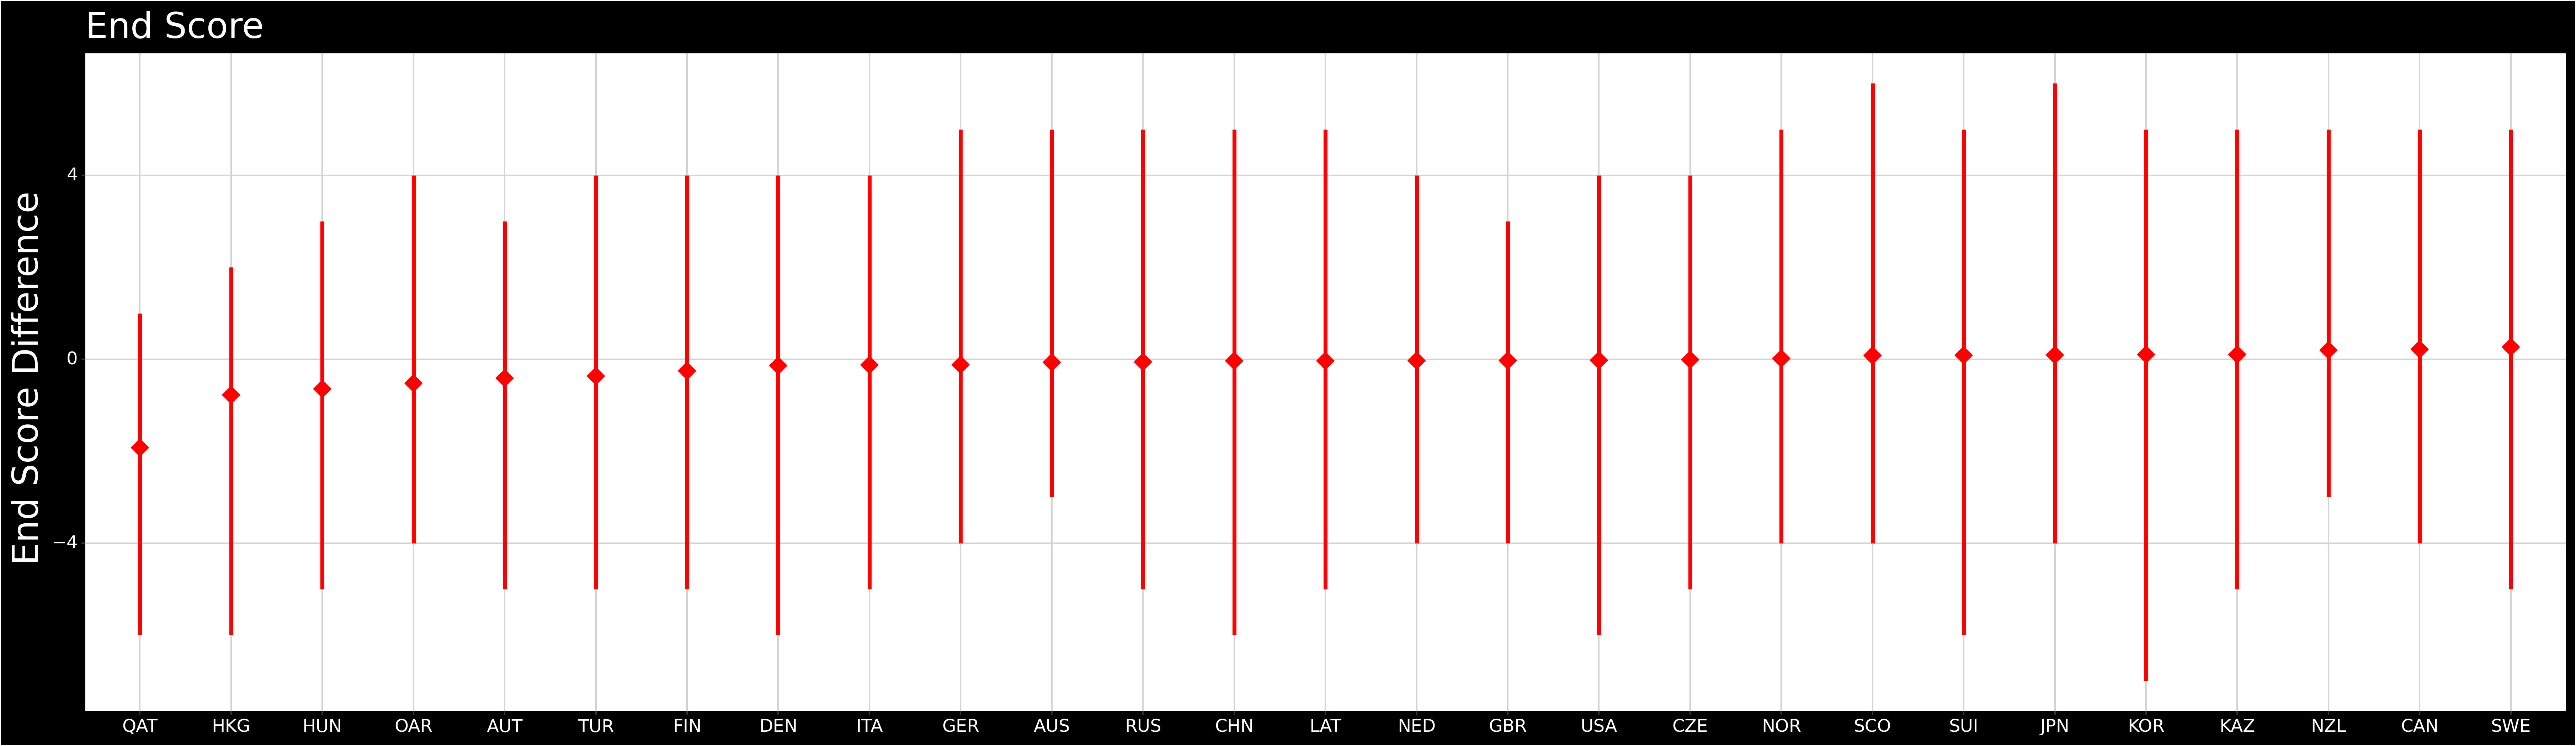 End Score
End Score Difference
4
0
−4
QAT HKG HUN OAR AUT TUR FIN DEN ITA GER AUS RUS CHN LAT NED GBR USA CZE NOR SCO SUI JPN KOR KAZ NZL CAN SWE